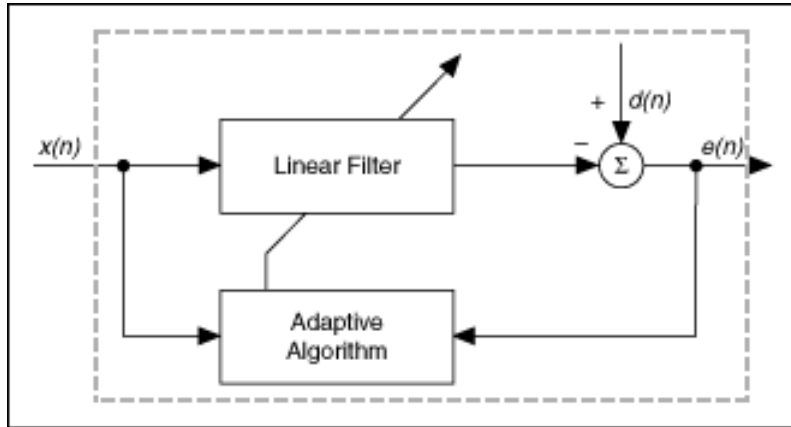 + d(n)
x(n)
Linear Filter
−
Σ
e(n)
Adaptive
Algorithm